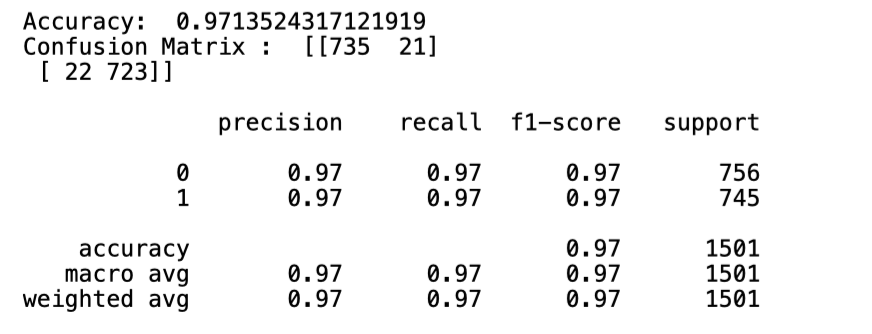 Accuracy:  0.9713524317121919
Confusion Matrix :  [[735  21]
 [ 22 723]]
precision    recall  f1-score   support
0       0.97      0.97      0.97       756
1       0.97      0.97      0.97       745
accuracy                           0.97      1501
macro avg       0.97      0.97      0.97      1501
weighted avg       0.97      0.97      0.97      1501